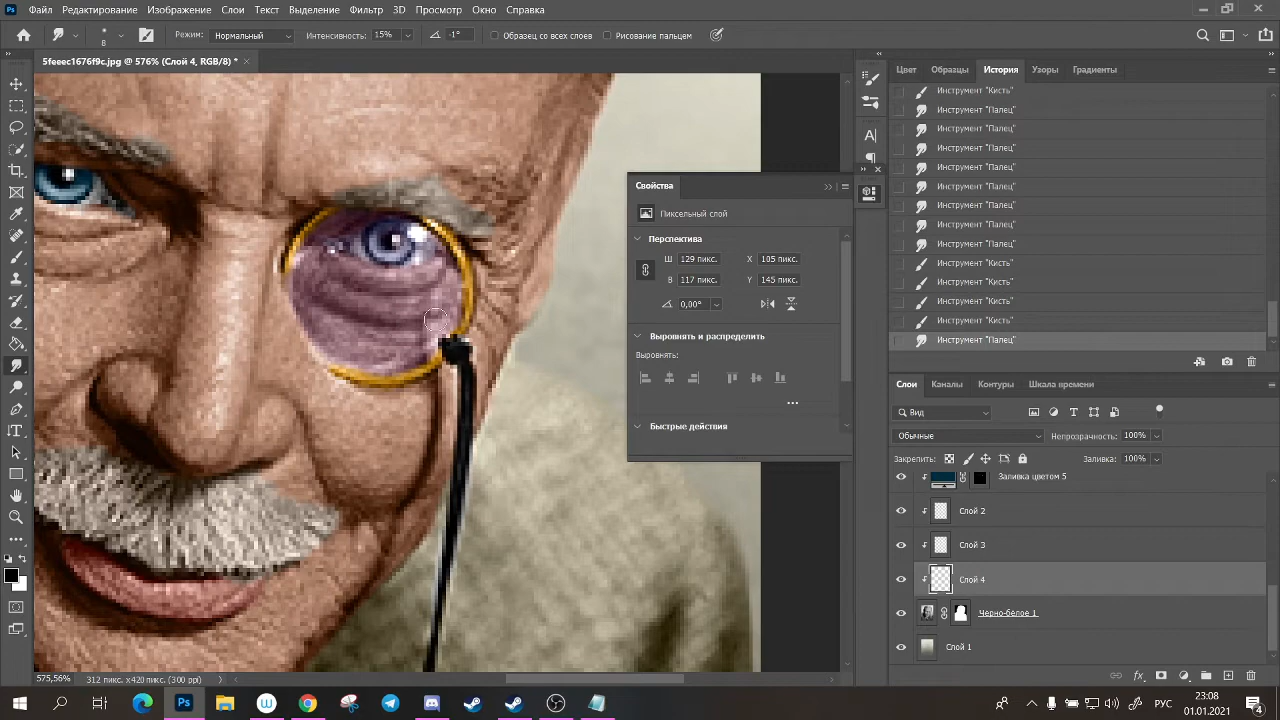 Файл Редактирование Изображение Слои Текст Выделение Фильтр 3D Просмотр Окно Справка
8 Режим: Нормальный Интенсивность: 15% -1° Образец со всех слоев Рисование пальцем
5feeec1676f9c.jpg @ 576% (Слой 4, RGB/8) *
Цвет Образцы История Узоры Градиенты
Инструмент "Кисть"
Инструмент "Палец"
Инструмент "Палец"
Инструмент "Палец"
Инструмент "Палец"
Инструмент "Палец"
Инструмент "Палец"
Инструмент "Палец"
Инструмент "Палец"
Инструмент "Кисть"
Инструмент "Кисть"
Инструмент "Кисть"
Инструмент "Кисть"
Инструмент "Палец"
Свойства
Пиксельный слой
Перспектива
Ш 129 пикс. X 105 пикс.
В 117 пикс. Y 145 пикс.
0,00°
Выровнять и распределить
Выровнять:
Быстрые действия
Слои Каналы Контуры Шкала времени
Вид
Обычные Непрозрачность: 100%
Закрепить: Заливка: 100%
Заливка цветом 5
Слой 2
Слой 3
Слой 4
Черно-белое 1
Слой 1
575,56% 312 пикс. x420 пикс. (300 ppi)
Ps W РУС 23:08
01.01.2021 4